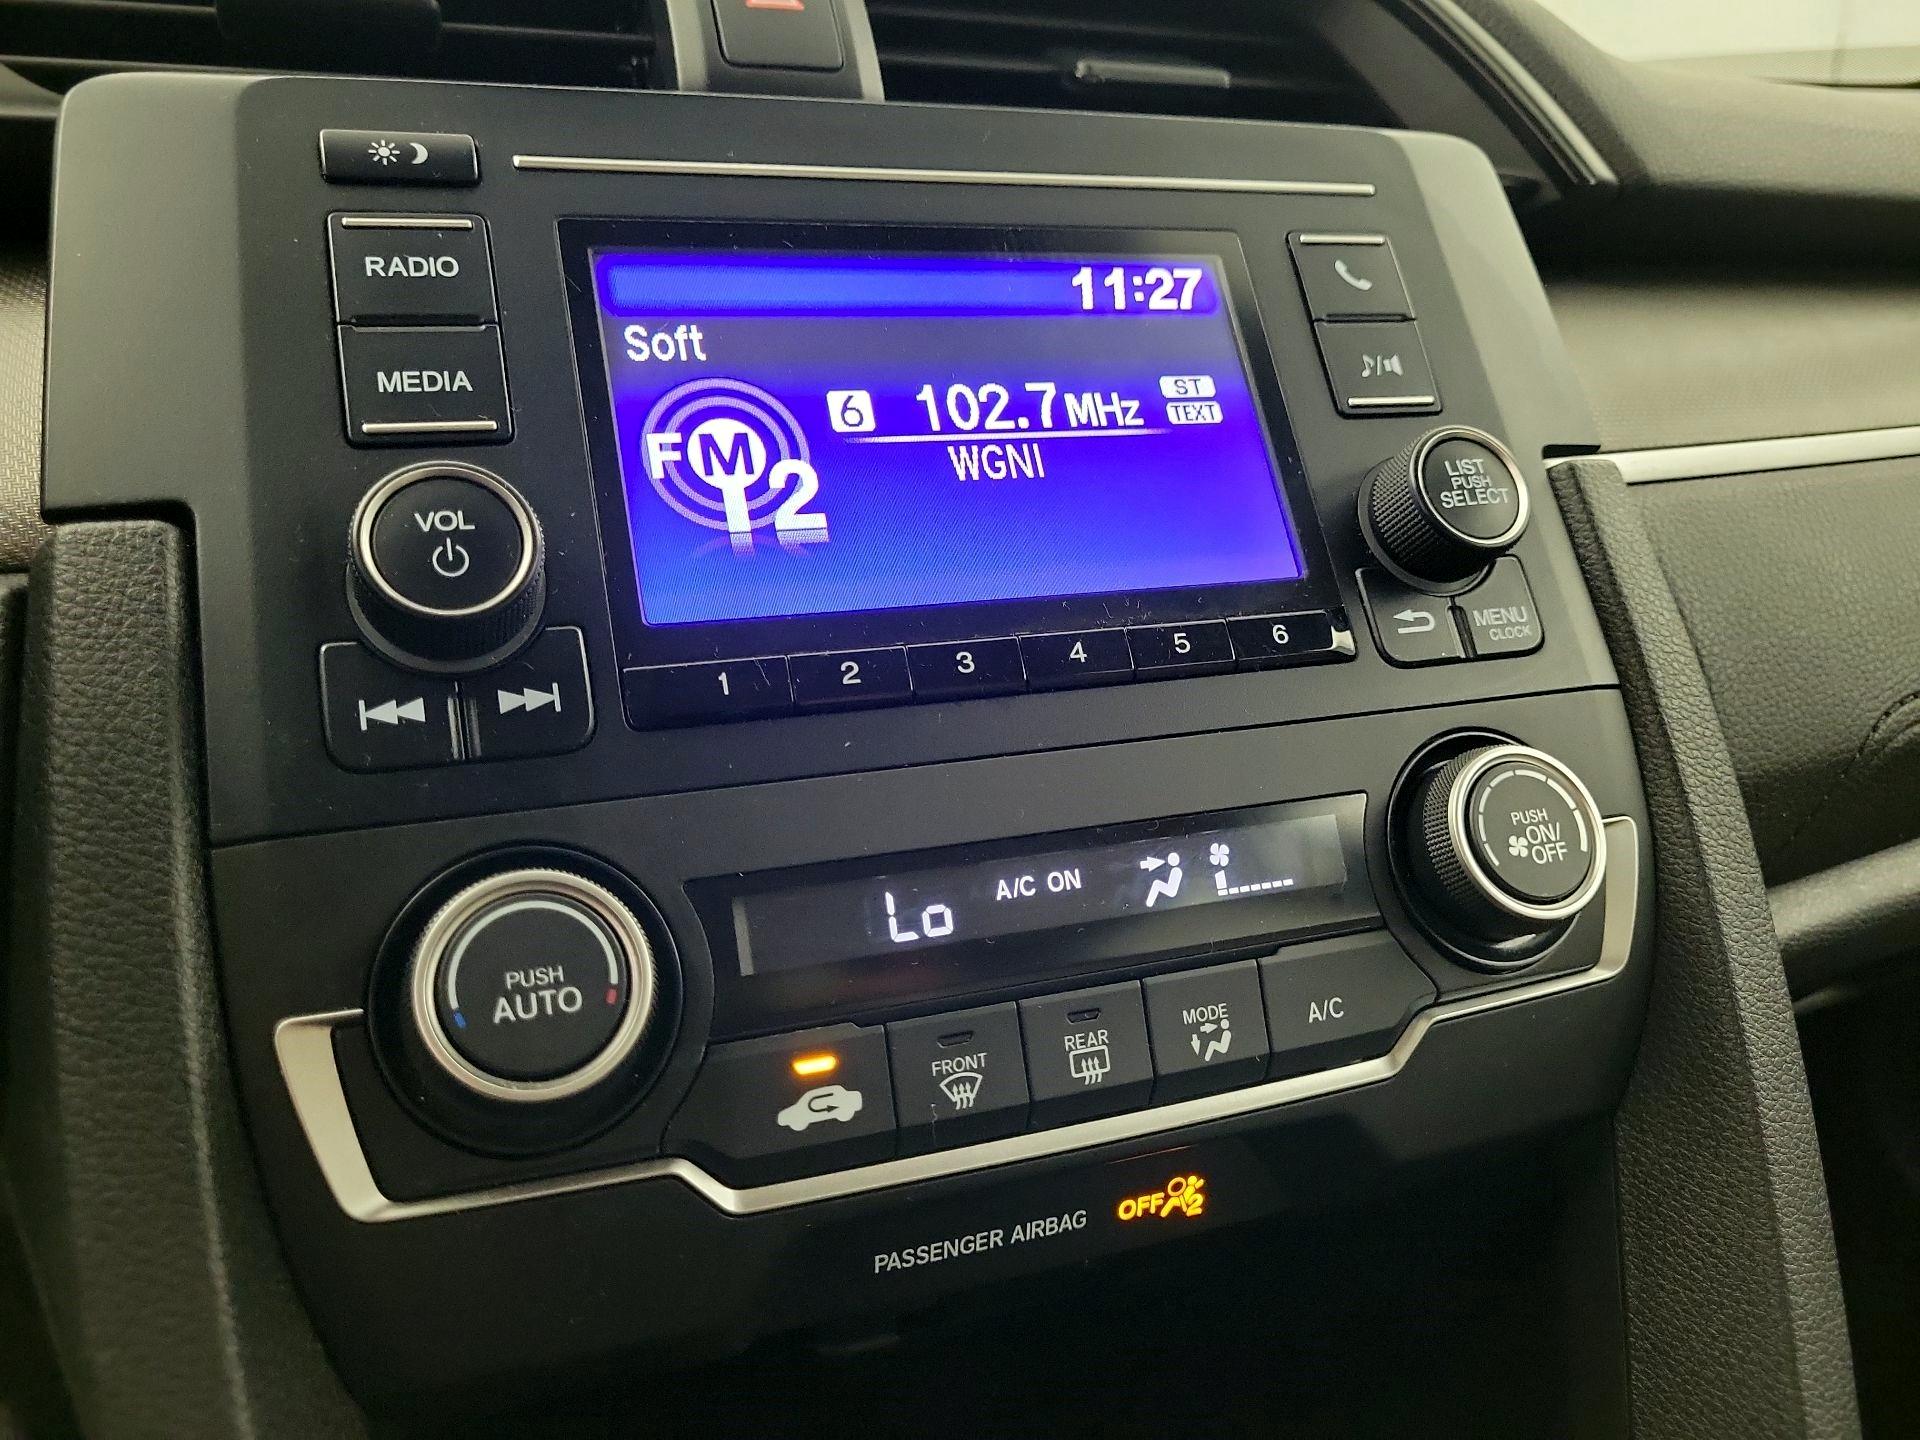 11:27
RADIO
Soft
MEDIA
6 102.7 MHz ST
TEXT
FM 2
WGNI
LIST
PUSH
SELECT
VOL
MENU
CLOCK
1 2 3 4 5 6
PUSH
ON/
OFF
Lo A/C ON
PUSH
AUTO
FRONT
REAR
MODE
A/C
PASSENGER AIRBAG OFF 2